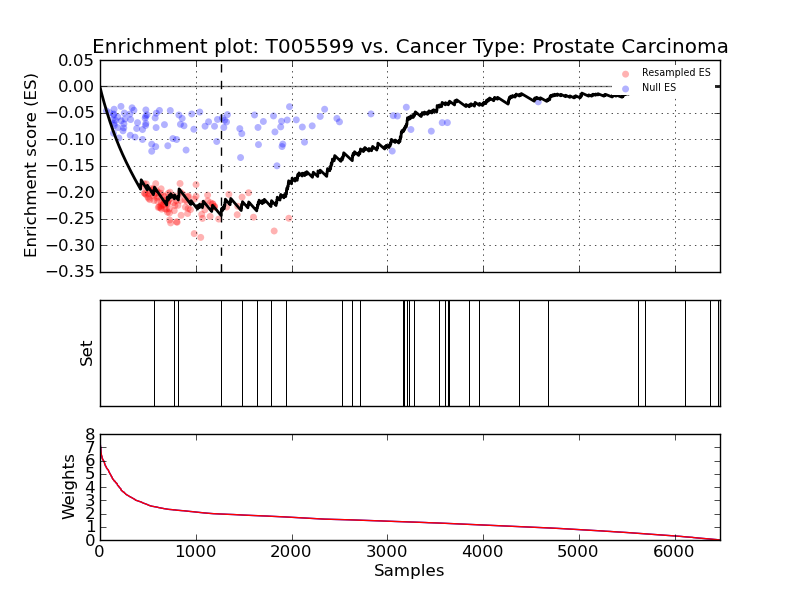 Enrichment plot: T005599 vs. Cancer Type: Prostate Carcinoma
Enrichment score (ES)
0.05
0.00
−0.05
−0.10
−0.15
−0.20
−0.25
−0.30
−0.35
Resampled ES
Null ES
Set
Weights
8
7
6
5
4
3
2
1
0
0 1000 2000 3000 4000 5000 6000
Samples